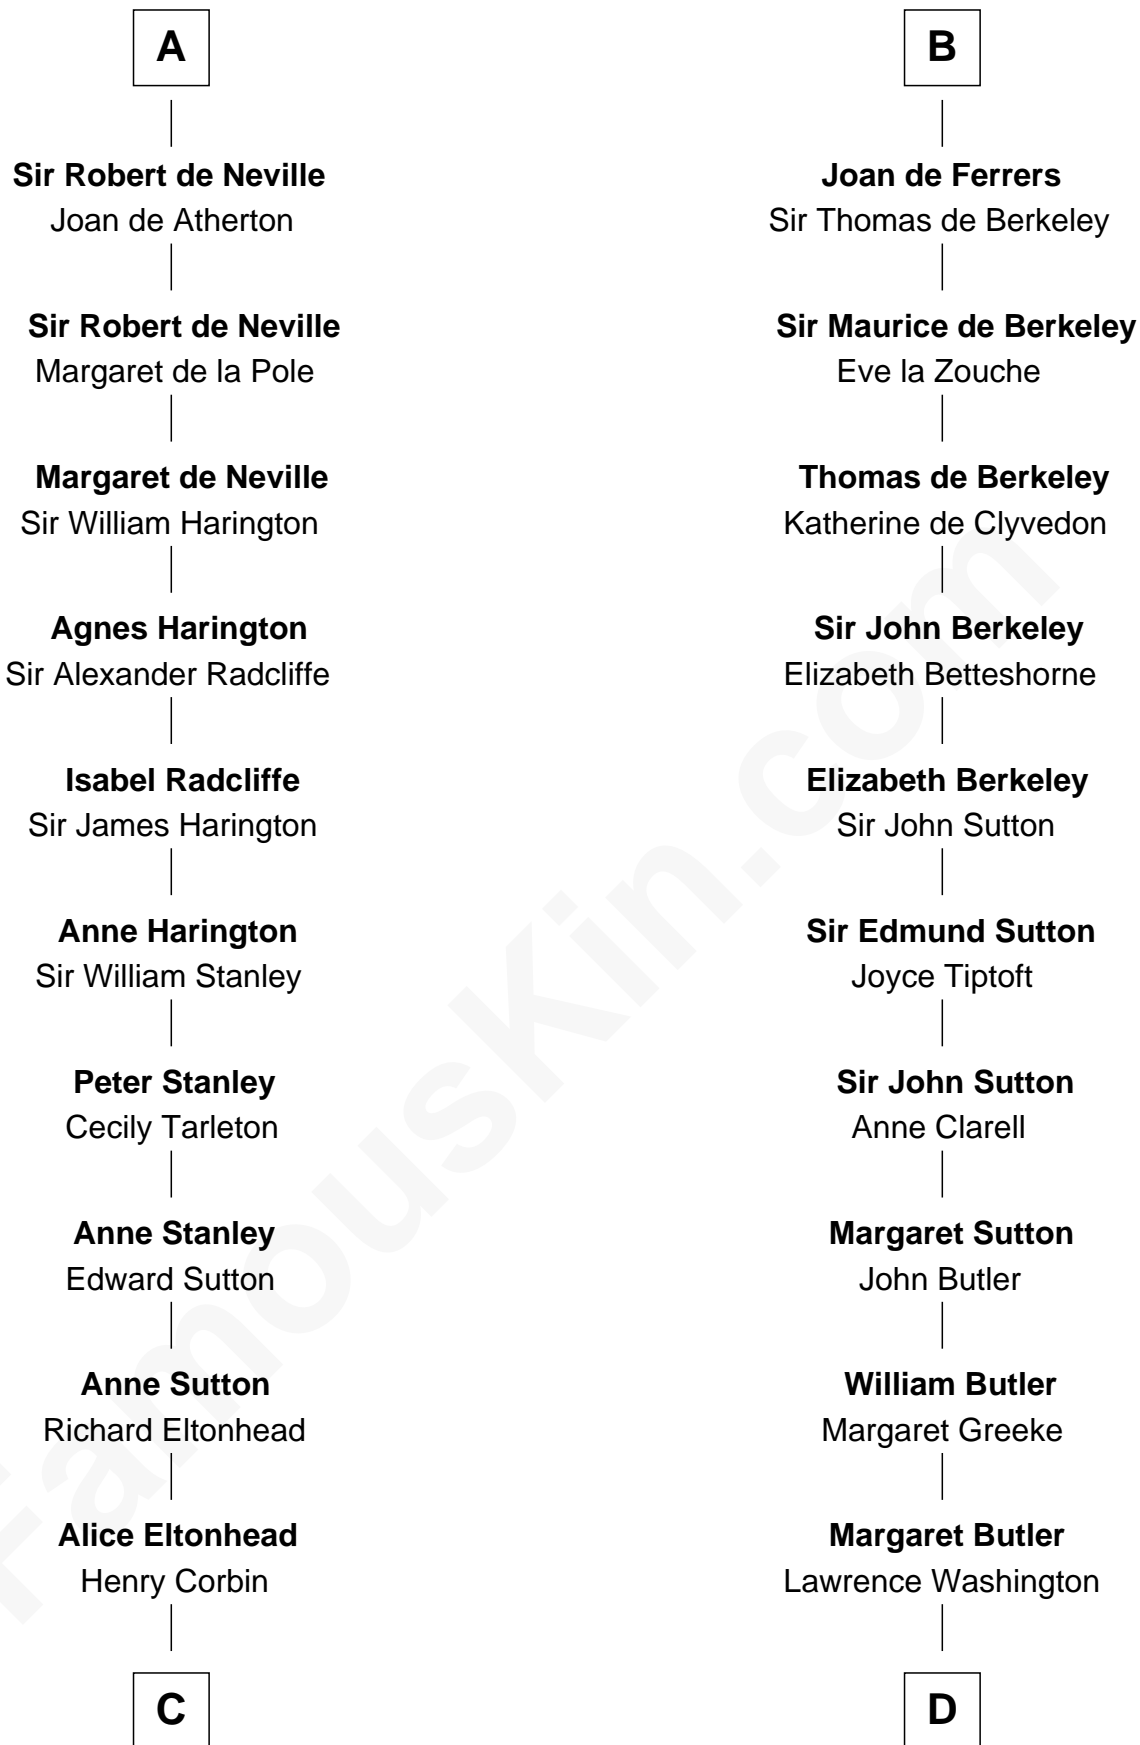 A
Sir Robert de Neville
Joan de Atherton
Sir Robert de Neville
Margaret de la Pole
Margaret de Neville
Sir William Harington
Agnes Harington
Sir Alexander Radcliffe
Isabel Radcliffe
Sir James Harington
Anne Harington
Sir William Stanley
Peter Stanley
Cecily Tarleton
Anne Stanley
Edward Sutton
Anne Sutton
Richard Eltonhead
Alice Eltonhead
Henry Corbin
C
B
Joan de Ferrers
Sir Thomas de Berkeley
Sir Maurice de Berkeley
Eve la Zouche
Thomas de Berkeley
Katherine de Clyvedon
Sir John Berkeley
Elizabeth Betteshorne
Elizabeth Berkeley
Sir John Sutton
Sir Edmund Sutton
Joyce Tiptoft
Sir John Sutton
Anne Clarell
Margaret Sutton
John Butler
William Butler
Margaret Greeke
Margaret Butler
Lawrence Washington
D
FamousKin.com